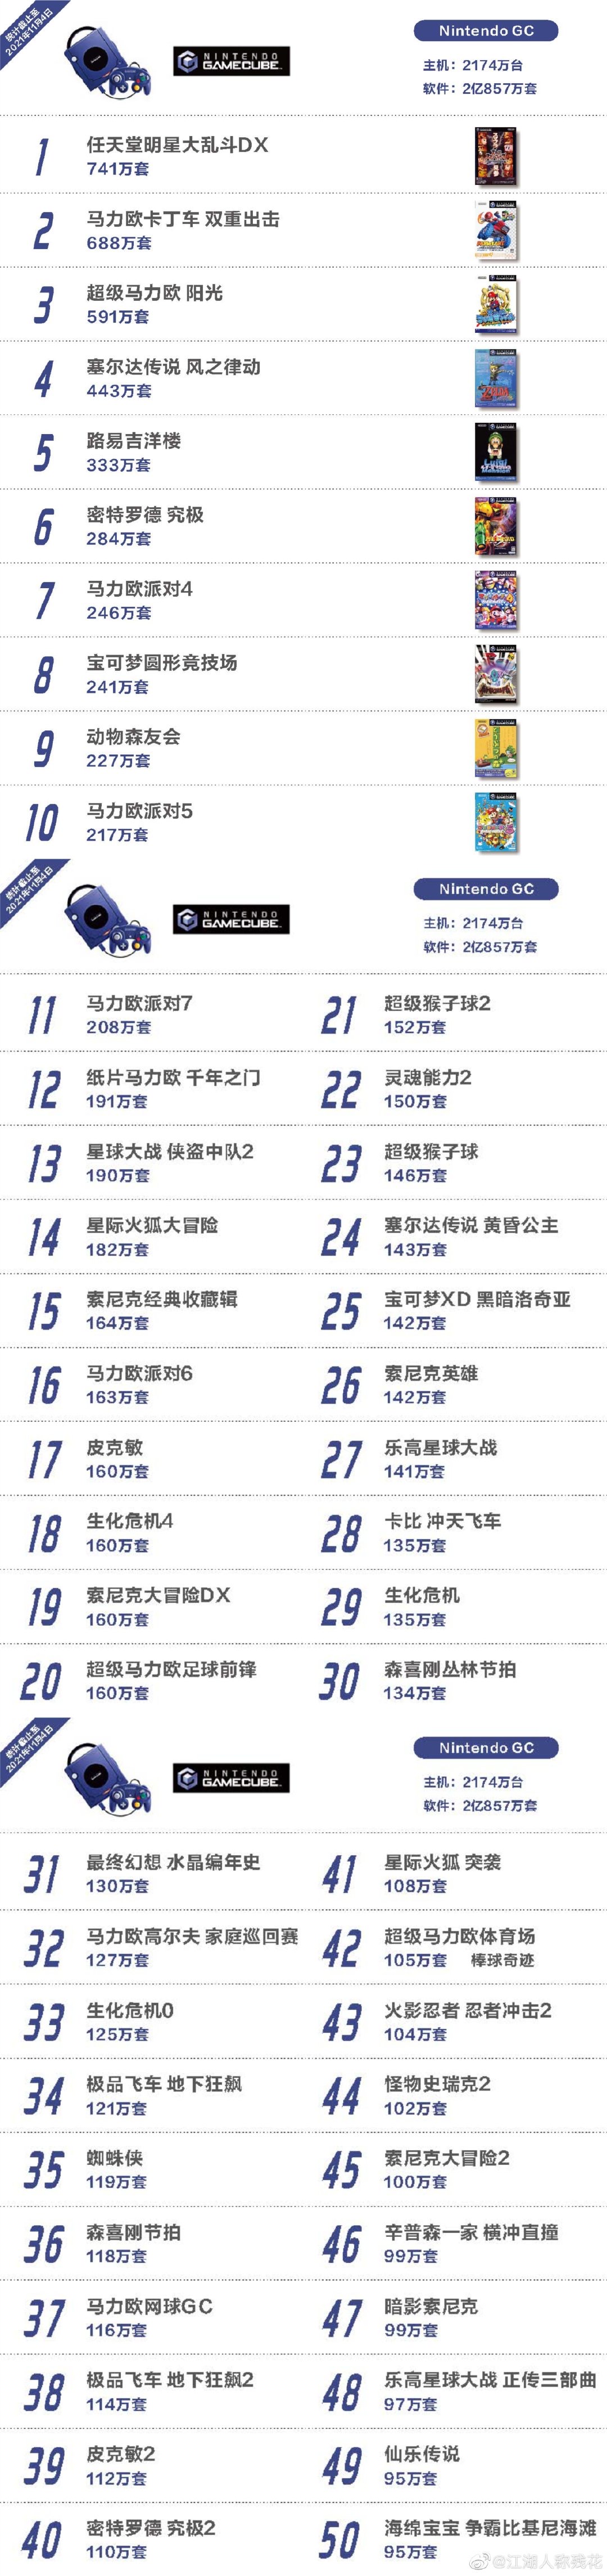 统计截止至
2021年11月4日
NINTENDO
GAMECUBE
Nintendo GC
主机：2174万台
软件：2亿857万套
1
任天堂明星大乱斗DX
741万套
2
马力欧卡丁车 双重出击
688万套
3
超级马力欧 阳光
591万套
4
塞尔达传说 风之律动
443万套
5
路易吉洋楼
333万套
6
密特罗德 究极
284万套
7
马力欧派对4
246万套
8
宝可梦圆形竞技场
241万套
9
动物森友会
227万套
10
马力欧派对5
217万套
统计截止至
2021年11月4日
NINTENDO
GAMECUBE
Nintendo GC
主机：2174万台
软件：2亿857万套
11
马力欧派对7
208万套
12
纸片马力欧 千年之门
191万套
13
星球大战 侠盗中队2
190万套
14
星际火狐大冒险
182万套
15
索尼克经典收藏辑
164万套
16
马力欧派对6
163万套
17
皮克敏
160万套
18
生化危机4
160万套
19
索尼克大冒险DX
160万套
20
超级马力欧足球前锋
160万套
21
超级猴子球2
152万套
22
灵魂能力2
150万套
23
超级猴子球
146万套
24
塞尔达传说 黄昏公主
143万套
25
宝可梦XD 黑暗洛奇亚
142万套
26
索尼克英雄
142万套
27
乐高星球大战
141万套
28
卡比 冲天飞车
135万套
29
生化危机
135万套
30
森喜刚丛林节拍
134万套
统计截止至
2021年11月4日
NINTENDO
GAMECUBE
Nintendo GC
主机：2174万台
软件：2亿857万套
31
最终幻想 水晶编年史
130万套
32
马力欧高尔夫 家庭巡回赛
127万套
33
生化危机0
125万套
34
极品飞车 地下狂飙
121万套
35
蜘蛛侠
119万套
36
森喜刚节拍
118万套
37
马力欧网球GC
116万套
38
极品飞车 地下狂飙2
114万套
39
皮克敏2
112万套
40
密特罗德 究极2
110万套
41
星际火狐 突袭
108万套
42
超级马力欧体育场
105万套 棒球奇迹
43
火影忍者 忍者冲击2
104万套
44
怪物史瑞克2
102万套
45
索尼克大冒险2
100万套
46
辛普森一家 横冲直撞
99万套
47
暗影索尼克
99万套
48
乐高星球大战 正传三部曲
97万套
49
仙乐传说
95万套
50
海绵宝宝 争霸比基尼海滩
95万套
@江湖人称残花